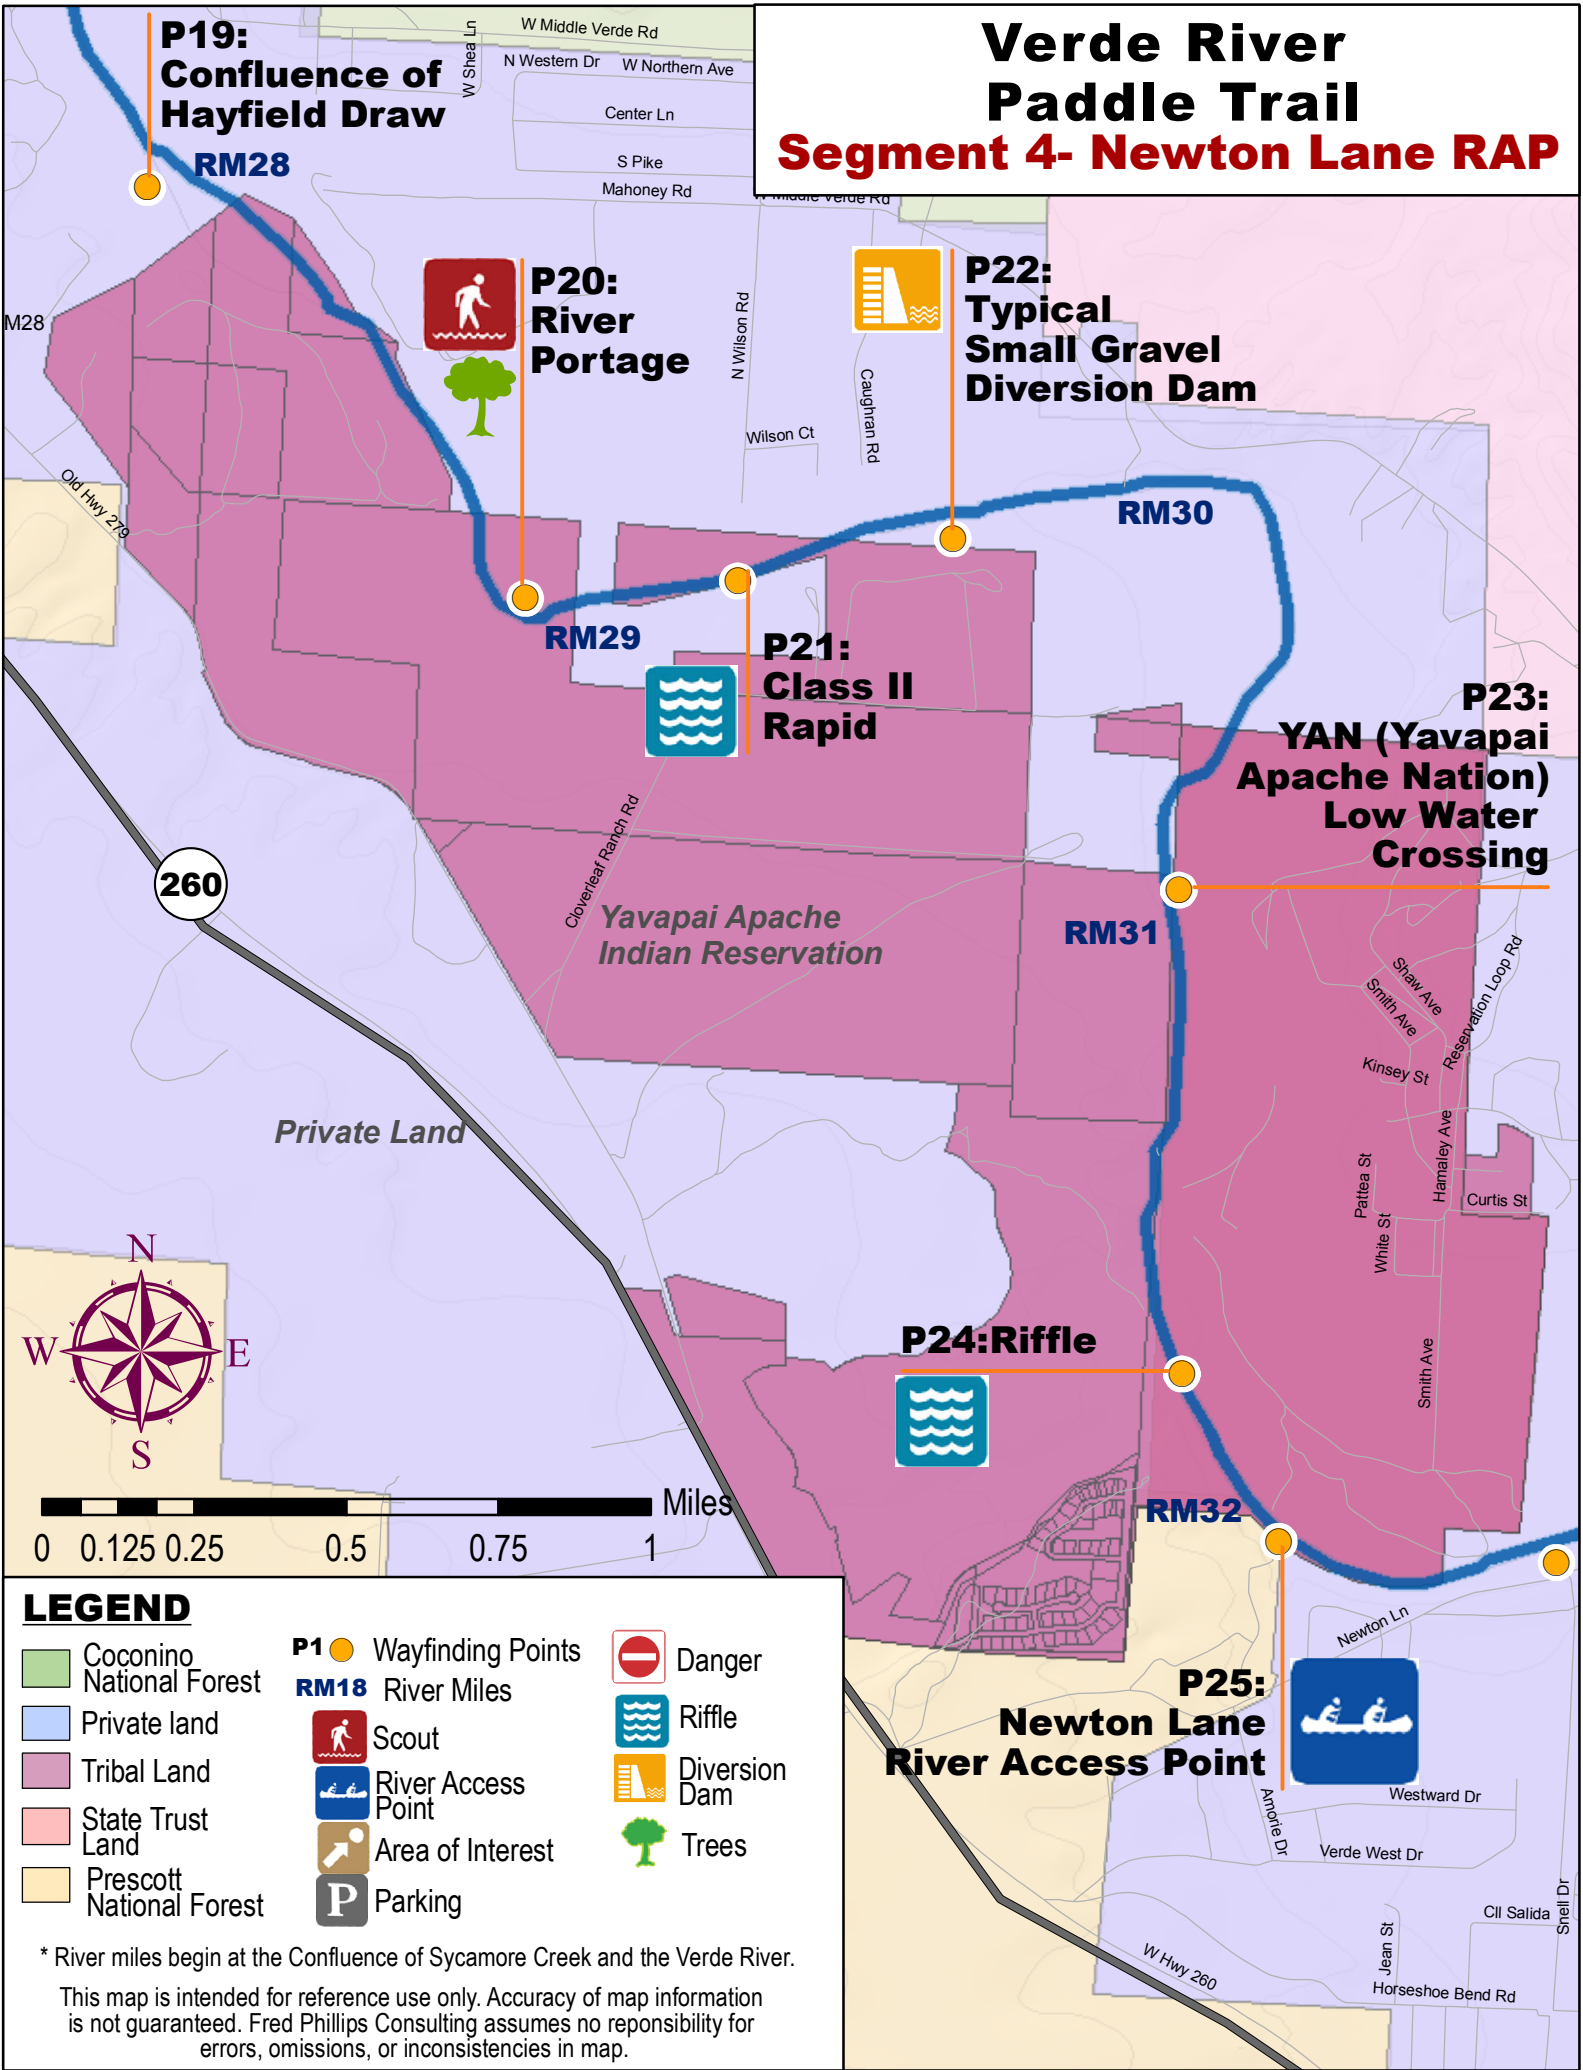 Verde River
Paddle Trail
Segment 4- Newton Lane RAP
P19:
Confluence of
Hayfield Draw
RM28
W Shea Ln
W Middle Verde Rd
N Western Dr
W Northern Ave
Center Ln
S Pike
Mahoney Rd
W Middle Verde Rd
M28
P20:
River
Portage
N Wilson Rd
Wilson Ct
Caughran Rd
P22:
Typical
Small Gravel
Diversion Dam
Old Hwy 279
RM30
RM29
P21:
Class II
Rapid
P23:
YAN (Yavapai
Apache Nation)
Low Water
Crossing
260
Cloverleaf Ranch Rd
Yavapai Apache
Indian Reservation
RM31
Shaw Ave
Smith Ave
Reservation Loop Rd
Kinsey St
Private Land
Hamaley Ave
Pattea St
Curtis St
White St
N
W
E
S
P24:Riffle
Smith Ave
RM32
Miles
0 0.125 0.25 0.5 0.75 1
Newton Ln
P25:
Newton Lane
River Access Point
Westward Dr
Amorie Dr
Verde West Dr
Cll Salida
Snell Dr
Jean St
W Hwy 260
Horseshoe Bend Rd
LEGEND
Coconino
National Forest
Private land
Tribal Land
State Trust
Land
Prescott
National Forest
P1 Wayfinding Points
RM18 River Miles
Scout
River Access
Point
Area of Interest
P Parking
Danger
Riffle
Diversion
Dam
Trees
* River miles begin at the Confluence of Sycamore Creek and the Verde River.
This map is intended for reference use only. Accuracy of map information
is not guaranteed. Fred Phillips Consulting assumes no reponsibility for
errors, omissions, or inconsistencies in map.